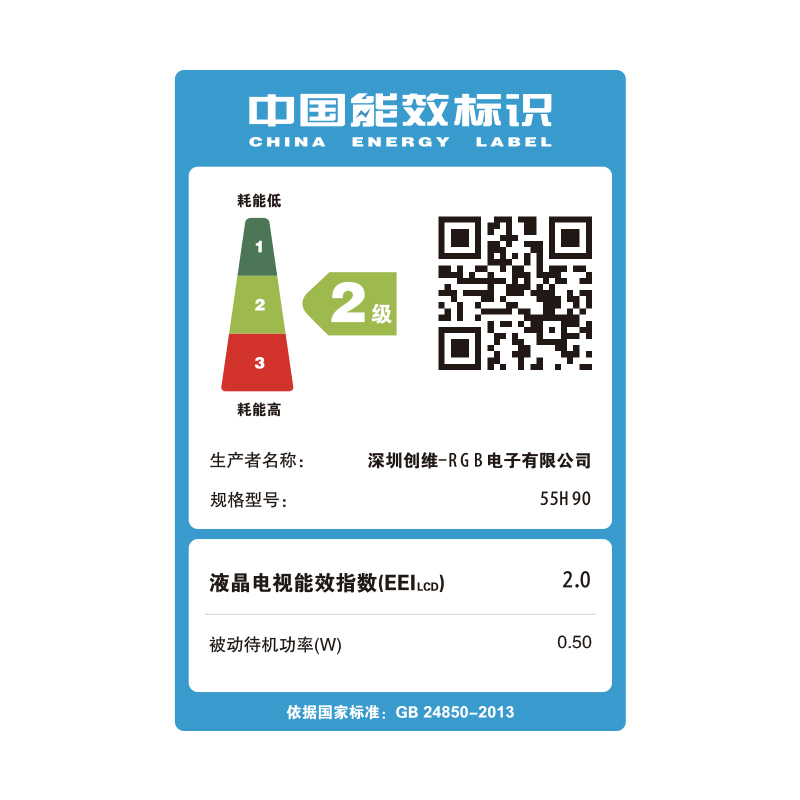 中国能效标识
CHINA ENERGY LABEL
耗能低
1
2
2级
3
耗能高
生产者名称： 深圳创维-RGB电子有限公司
规格型号： 55H90
液晶电视能效指数(EEILCD) 2.0
被动待机功率(W) 0.50
依据国家标准：GB 24850-2013